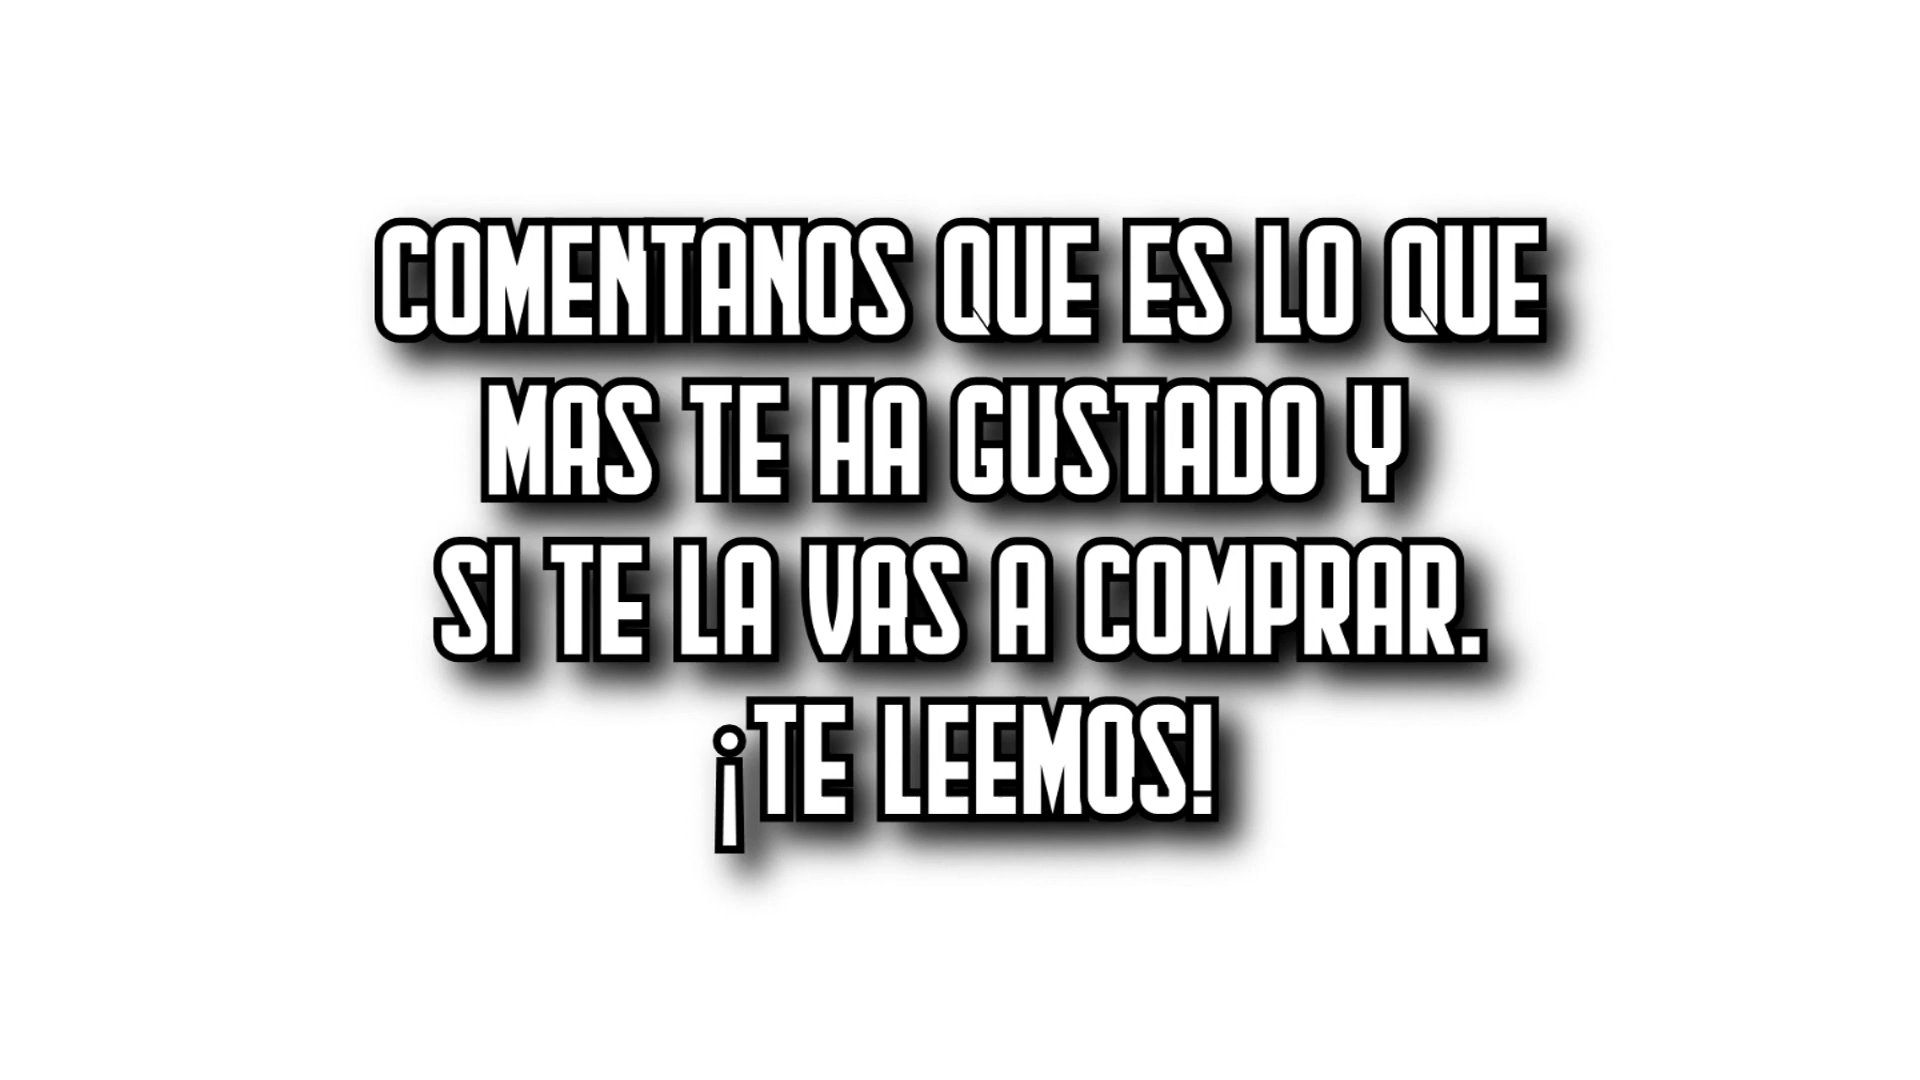 COMENTANOS QUE ES LO QUE
MAS TE HA GUSTADO Y
SI TE LA VAS A COMPRAR.
¡TE LEEMOS!